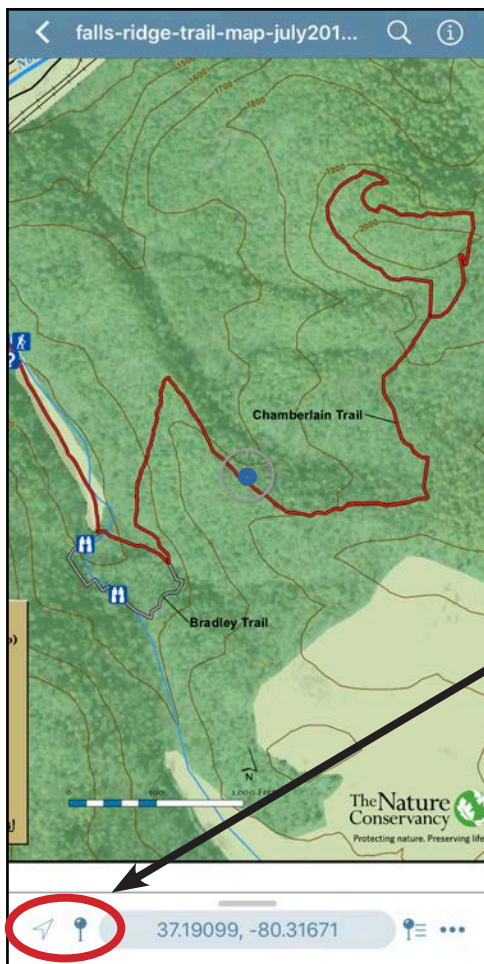 falls-ridge-trail-map-july201...
No
1500
1600
1700
1800
1900
2000
Chamberlain Trail
Bradley Trail
N
0
500
1,000 Feet
The Nature
Conservancy
Protecting nature. Preserving life
37.19099, -80.31671